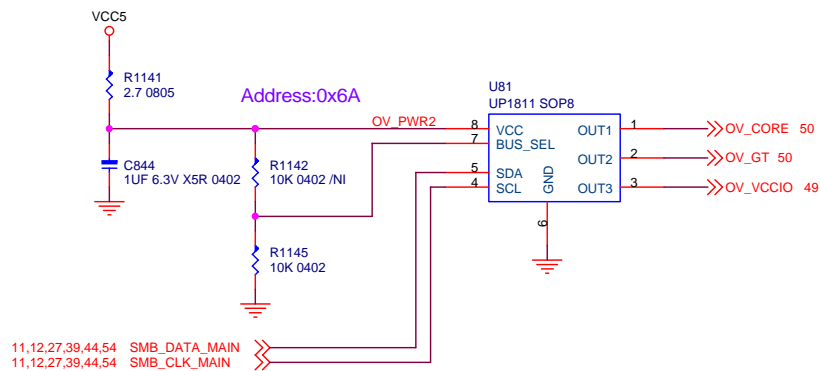 VCC5
R1141
2.7 0805
Address:0x6A
U81
UP1811 SOP8
OV_PWR2
8
VCC
OUT1
1
OV_CORE 50
7
BUS_SEL
C844
1UF 6.3V X5R 0402
R1142
10K 0402 /NI
OUT2
2
OV_GT 50
5
SDA
4
SCL
GND
OUT3
3
OV_VCCIO 49
6
R1145
10K 0402
11,12,27,39,44,54 SMB_DATA_MAIN
11,12,27,39,44,54 SMB_CLK_MAIN